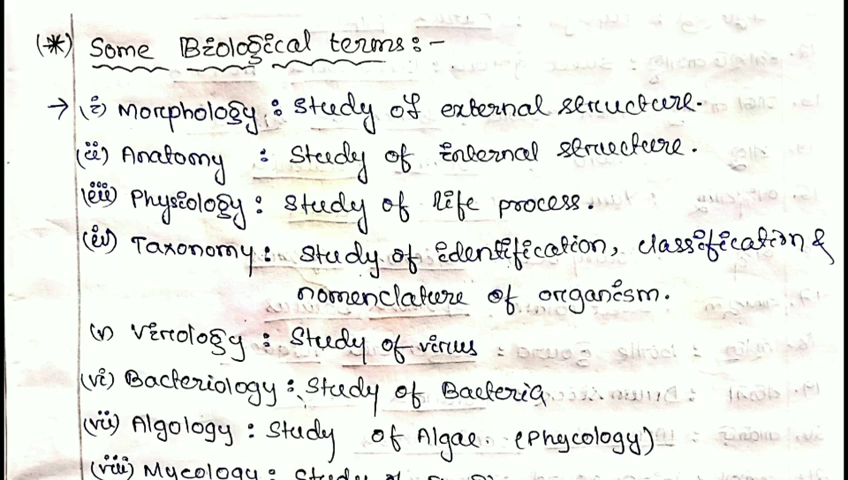 (*) Some Biological terms:-
→ (i) Morphology : Study of external structure.
(ii) Anatomy : Study of internal structure.
(iii) Physiology : Study of life process.
(iv) Taxonomy : Study of identification, classification &
nomenclature of organism.
(v) Virology : Study of virus
(vi) Bacteriology : Study of Bacteria
(vii) Algology : Study of Algae. (Phycology)
(viii) Mycology : Study